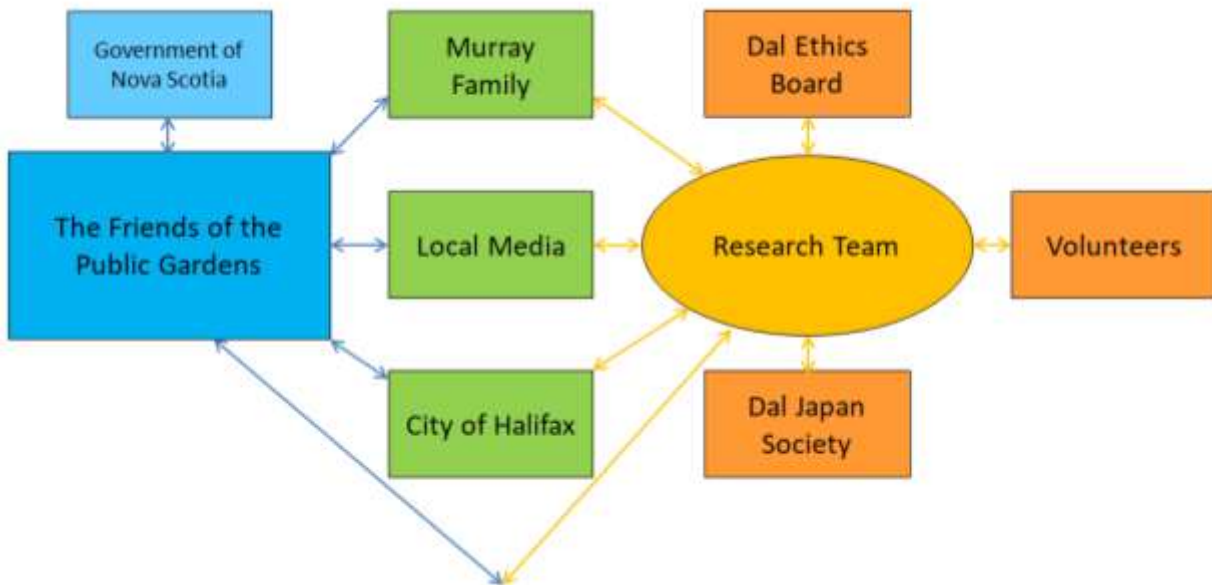 Government of
Nova Scotia
Murray
Family
Dal Ethics
Board
The Friends of the
Public Gardens
Local Media
Research Team
Volunteers
City of Halifax
Dal Japan
Society